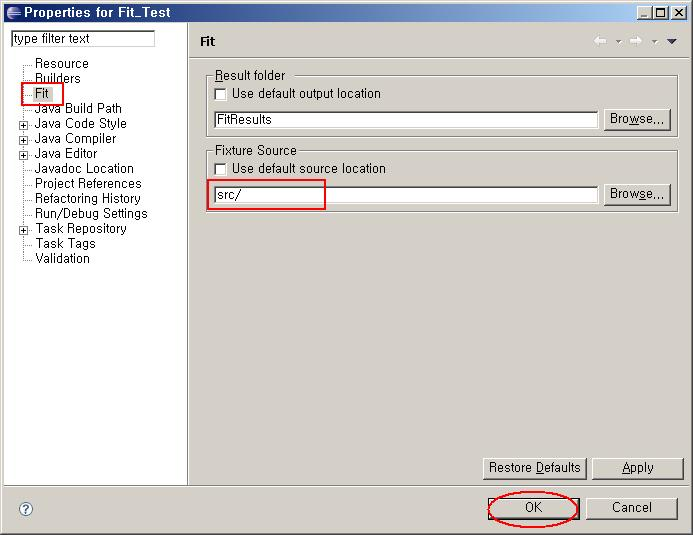 Properties for Fit_Test
type filter text
Resource
Builders
Fit
Java Build Path
Java Code Style
Java Compiler
Java Editor
Javadoc Location
Project References
Refactoring History
Run/Debug Settings
Task Repository
Task Tags
Validation
Fit
Result folder
Use default output location
FitResults
Browse...
Fixture Source
Use default source location
src/
Browse...
Restore Defaults
Apply
?
OK
Cancel